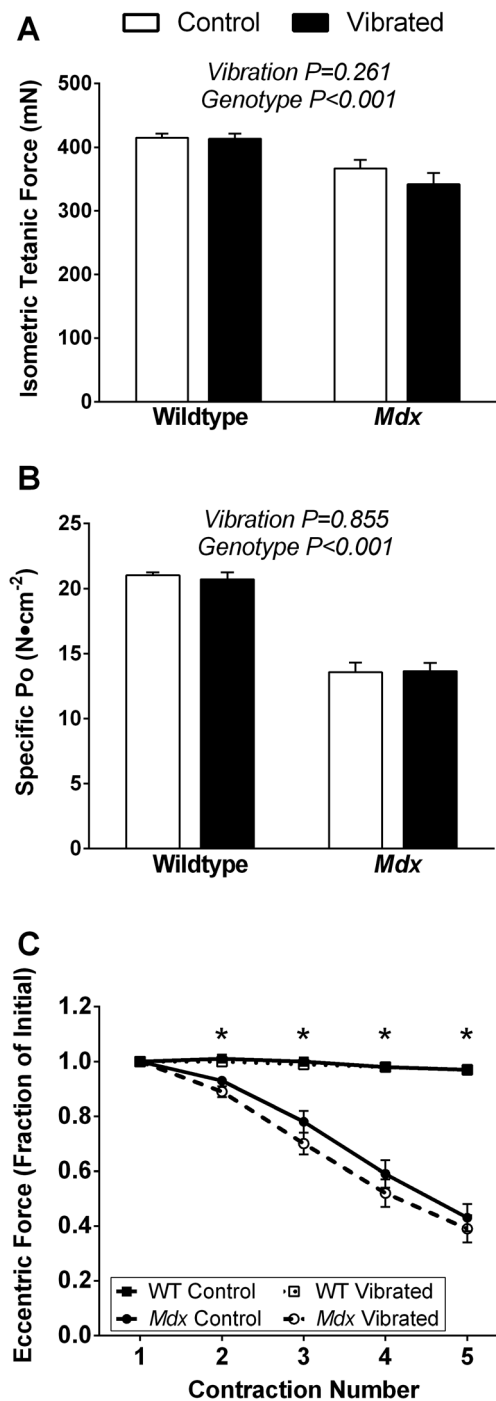 A
Control Vibrated
Vibration P=0.261
Genotype P<0.001
Isometric Tetanic Force (mN)
500
400
300
200
100
0
Wildtype Mdx
B
Vibration P=0.855
Genotype P<0.001
Specific Po (N•cm-2)
25
20
15
10
5
0
Wildtype Mdx
C
Eccentric Force (Fraction of Initial)
1.2
1.0
0.8
0.6
0.4
0.2
0.0
* * * *
WT Control WT Vibrated
Mdx Control Mdx Vibrated
1 2 3 4 5
Contraction Number